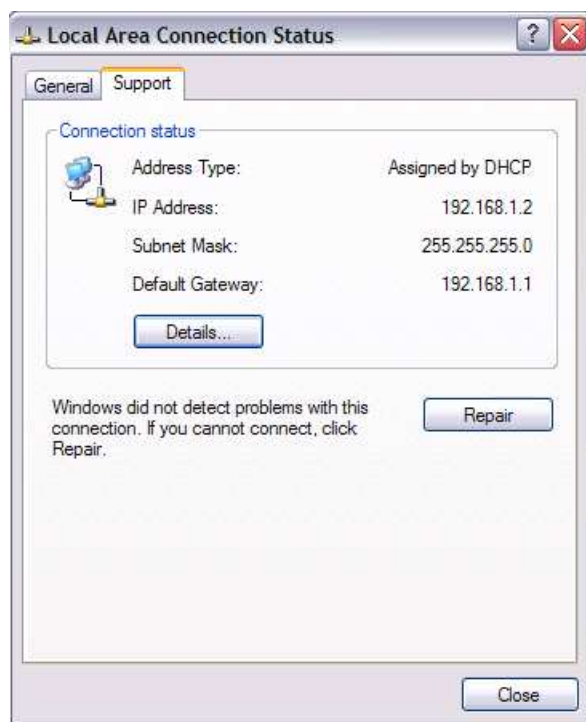 Local Area Connection Status
General
Support
Connection status
Address Type: Assigned by DHCP
IP Address: 192.168.1.2
Subnet Mask: 255.255.255.0
Default Gateway: 192.168.1.1
Details...
Windows did not detect problems with this
connection. If you cannot connect, click
Repair.
Repair
Close